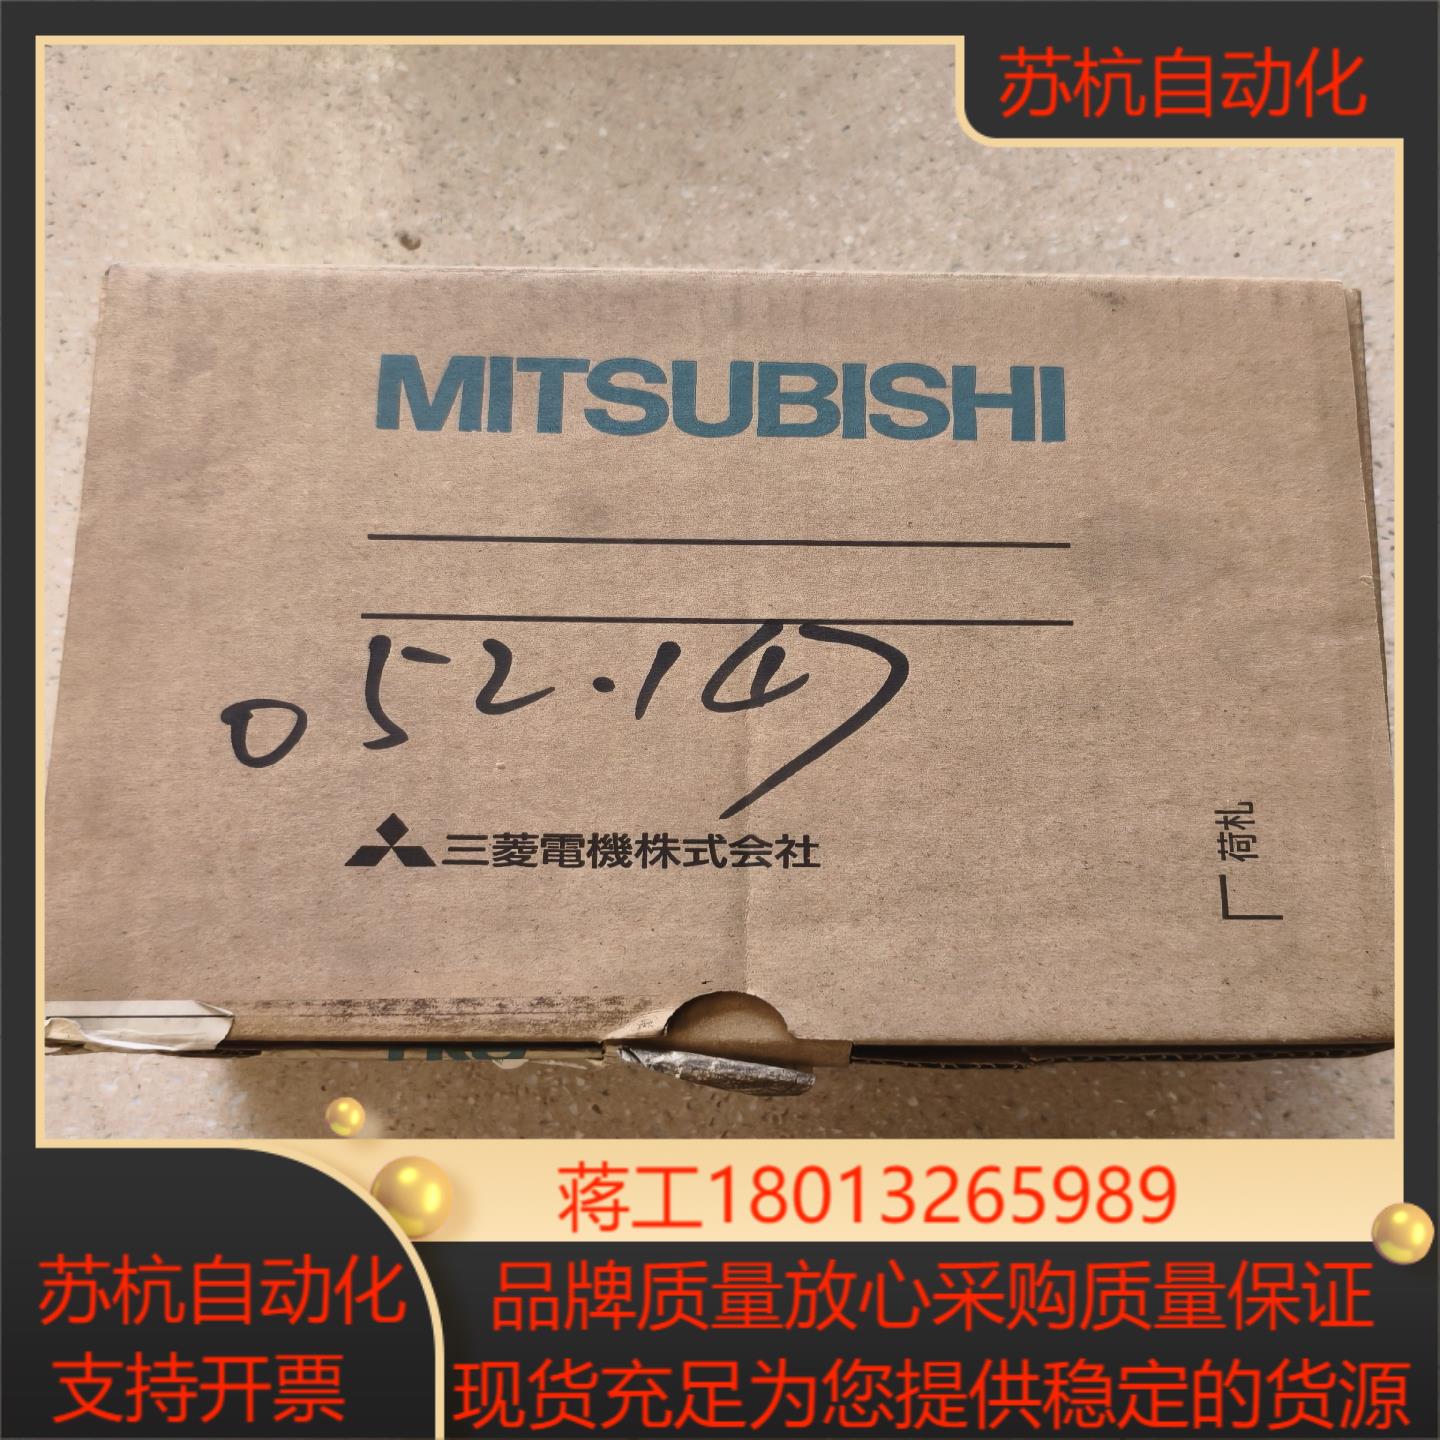 苏杭自动化
MITSUBISHI
052.147
三菱電機株式会社
荷札
蒋工18013265989
苏杭自动化
支持开票
品牌质量放心采购质量保证
现货充足为您提供稳定的货源